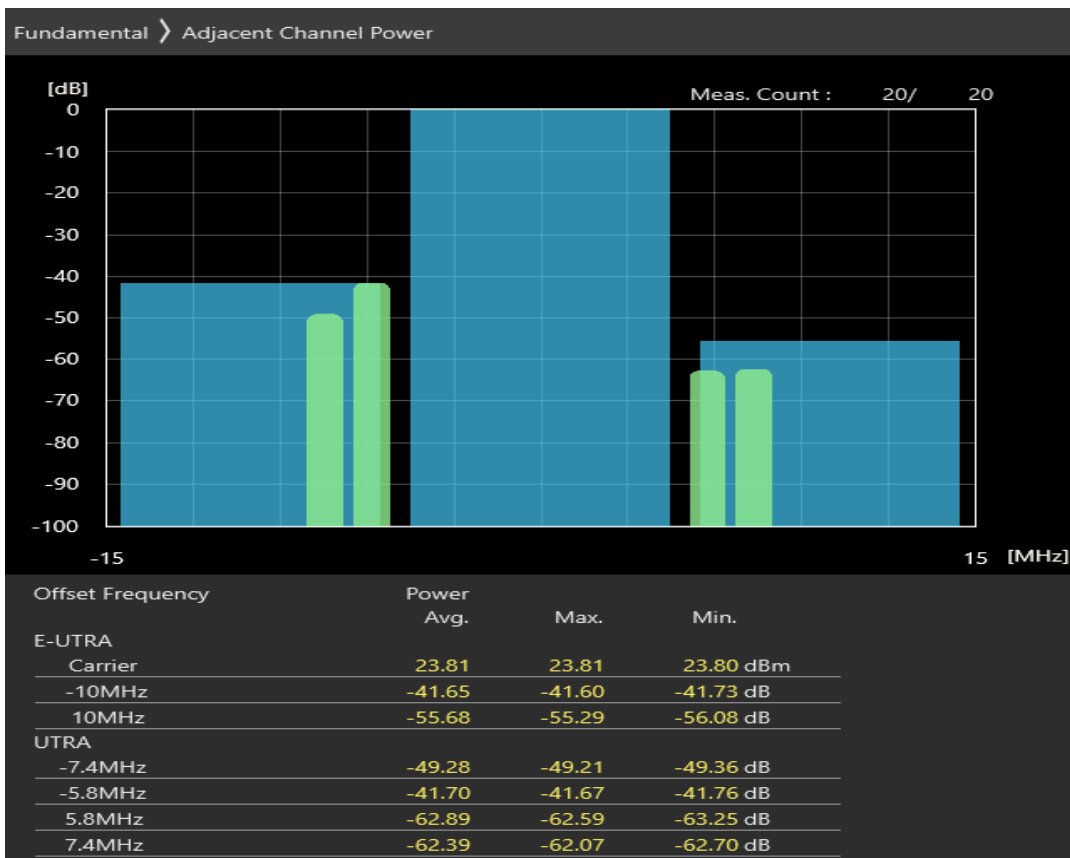 Fundamental 〉 Adjacent Channel Power
[dB]
Meas. Count : 20/ 20
0
-10
-20
-30
-40
-50
-60
-70
-80
-90
-100
-15 15 [MHz]
Offset Frequency Power
Avg. Max. Min.
E-UTRA
Carrier 23.81 23.81 23.80 dBm
-10MHz -41.65 -41.60 -41.73 dB
10MHz -55.68 -55.29 -56.08 dB
UTRA
-7.4MHz -49.28 -49.21 -49.36 dB
-5.8MHz -41.70 -41.67 -41.76 dB
5.8MHz -62.89 -62.59 -63.25 dB
7.4MHz -62.39 -62.07 -62.70 dB